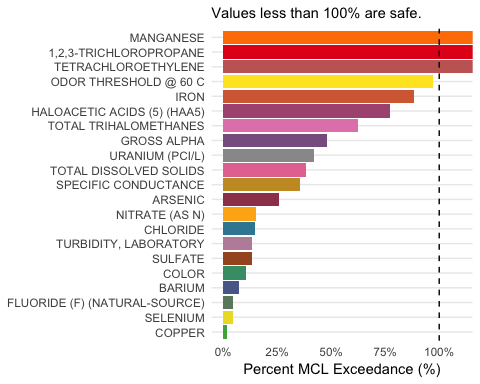 Values less than 100% are safe.
MANGANESE
1,2,3-TRICHLOROPROPANE
TETRACHLOROETHYLENE
ODOR THRESHOLD @ 60 C
IRON
HALOACETIC ACIDS (5) (HAA5)
TOTAL TRIHALOMETHANES
GROSS ALPHA
URANIUM (PCI/L)
TOTAL DISSOLVED SOLIDS
SPECIFIC CONDUCTANCE
ARSENIC
NITRATE (AS N)
CHLORIDE
TURBIDITY, LABORATORY
SULFATE
COLOR
BARIUM
FLUORIDE (F) (NATURAL-SOURCE)
SELENIUM
COPPER
0% 25% 50% 75% 100%
Percent MCL Exceedance (%)